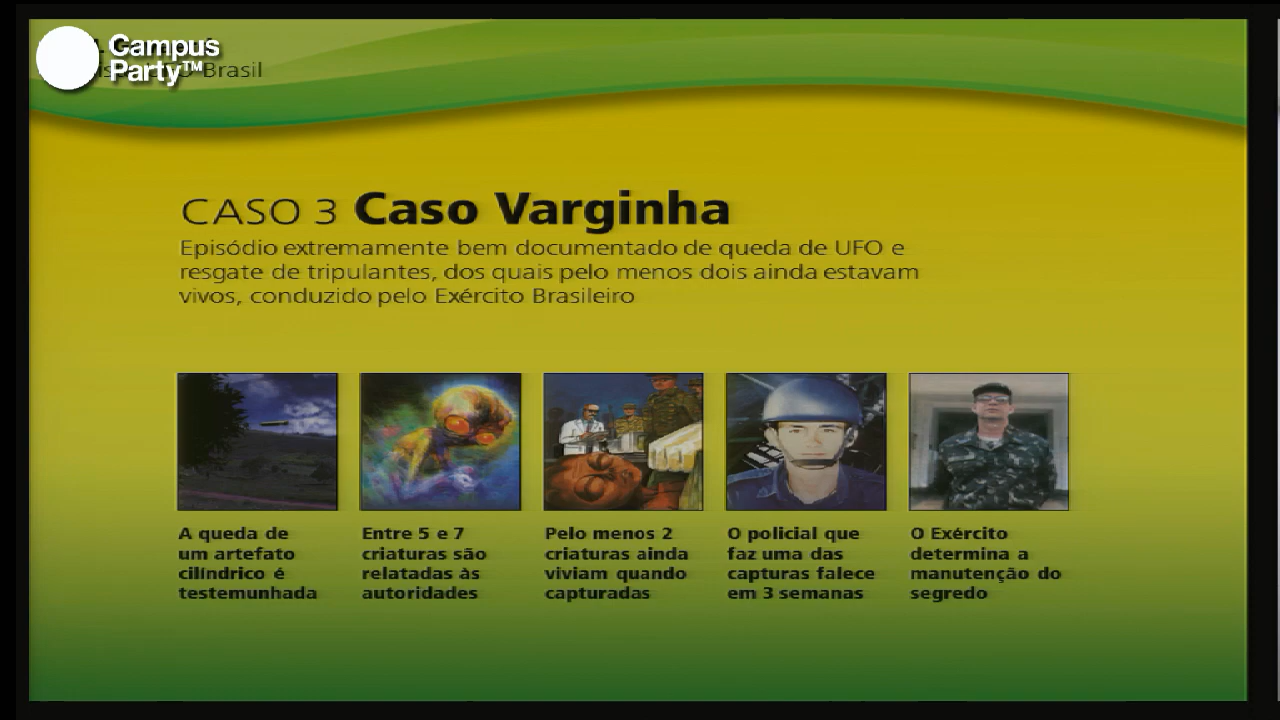 Campus
Party™
Brasil
CASO 3 Caso Varginha
Episódio extremamente bem documentado de queda de UFO e
resgate de tripulantes, dos quais pelo menos dois ainda estavam
vivos, conduzido pelo Exército Brasileiro
A queda de
um artefato
cilíndrico é
testemunhada
Entre 5 e 7
criaturas são
relatadas às
autoridades
Pelo menos 2
criaturas ainda
viviam quando
capturadas
O policial que
faz uma das
capturas falece
em 3 semanas
O Exército
determina a
manutenção do
segredo